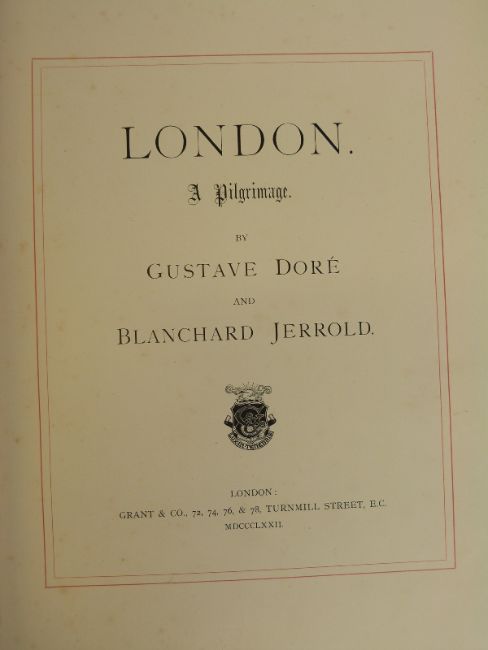 LONDON.
A Pilgrimage.
BY
GUSTAVE DORÉ
AND
BLANCHARD JERROLD.
LONDON:
GRANT & CO., 72, 74, 76, & 78, TURNMILL STREET, E.C.
MDCCCLXXII.